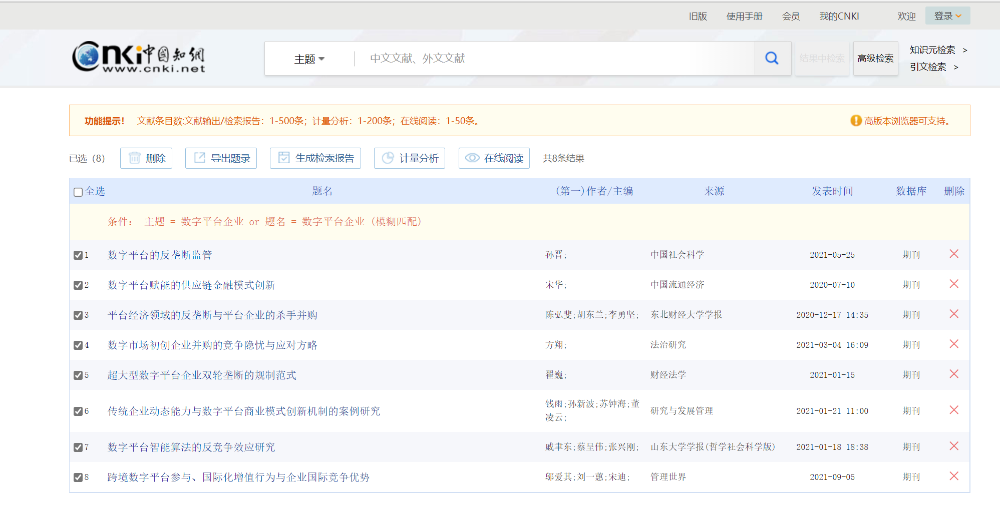 旧版 使用手册 会员 我的CNKI 欢迎 登录
cnki中国知網
www.cnki.net
主题 中文文献、外文文献 结果中检索 高级检索
知识元检索 >
引文检索 >
功能提示! 文献条目数:文献输出/检索报告：1-500条；计量分析：1-200条；在线阅读：1-50条。 高版本浏览器可支持。
已选（8） 删除 导出题录 生成检索报告 计量分析 在线阅读 共8条结果
全选 题名 (第一)作者/主编 来源 发表时间 数据库 删除
条件： 主题 = 数字平台企业 or 题名 = 数字平台企业 (模糊匹配)
1 数字平台的反垄断监管 孙晋; 中国社会科学 2021-05-25 期刊
2 数字平台赋能的供应链金融模式创新 宋华; 中国流通经济 2020-07-10 期刊
3 平台经济领域的反垄断与平台企业的杀手并购 陈弘斐;胡东兰;李勇坚; 东北财经大学学报 2020-12-17 14:35 期刊
4 数字市场初创企业并购的竞争隐忧与应对方略 方翔; 法治研究 2021-03-04 16:09 期刊
5 超大型数字平台企业双轮垄断的规制范式 翟巍; 财经法学 2021-01-15 期刊
6 传统企业动态能力与数字平台商业模式创新机制的案例研究 钱雨;孙新波;苏钟海;董凌云; 研究与发展管理 2021-01-21 11:00 期刊
7 数字平台智能算法的反竞争效应研究 戚聿东;蔡呈伟;张兴刚; 山东大学学报(哲学社会科学版) 2021-01-18 18:38 期刊
8 跨境数字平台参与、国际化增值行为与企业国际竞争优势 邬爱其;刘一蕙;宋迪; 管理世界 2021-09-05 期刊